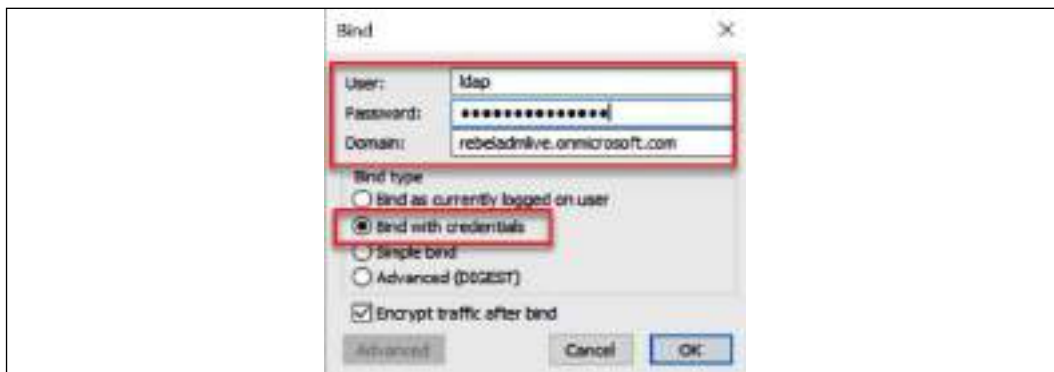 Bind
User: ldap
Password: ●●●●●●●●●●●●●●
Domain: rebeladmlive.onmicrosoft.com
Bind type
Bind as currently logged on user
Bind with credentials
Simple bind
Advanced (DIGEST)
Encrypt traffic after bind
Advanced Cancel OK